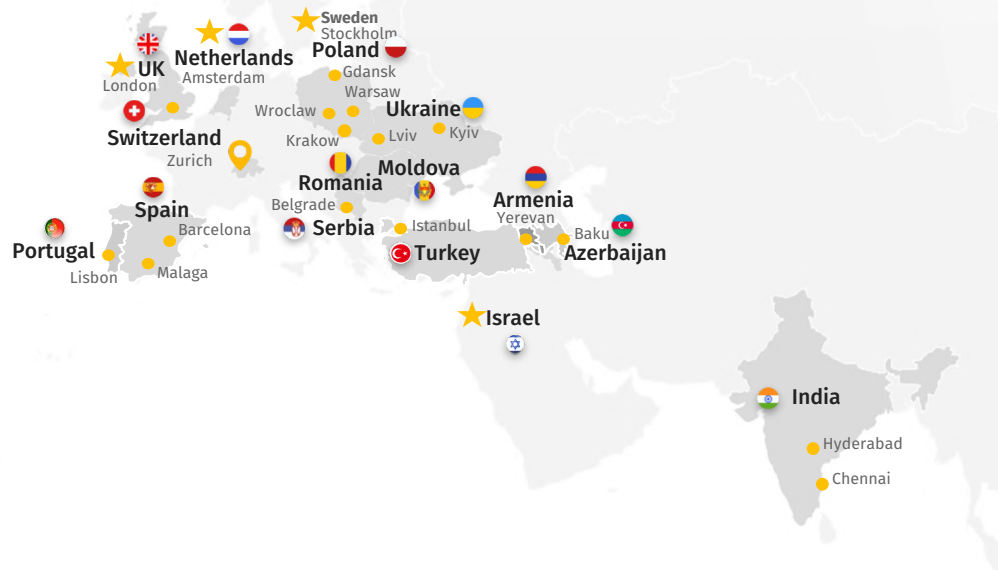 Sweden
Stockholm
Netherlands
Amsterdam
Poland
Gdansk
Warsaw
Wroclaw
Krakow
UK
London
Ukraine
Kyiv
Lviv
Switzerland
Zurich
Moldova
Romania
Belgrade
Serbia
Spain
Barcelona
Malaga
Portugal
Lisbon
Istanbul
Turkey
Armenia
Yerevan
Baku
Azerbaijan
Israel
India
Hyderabad
Chennai